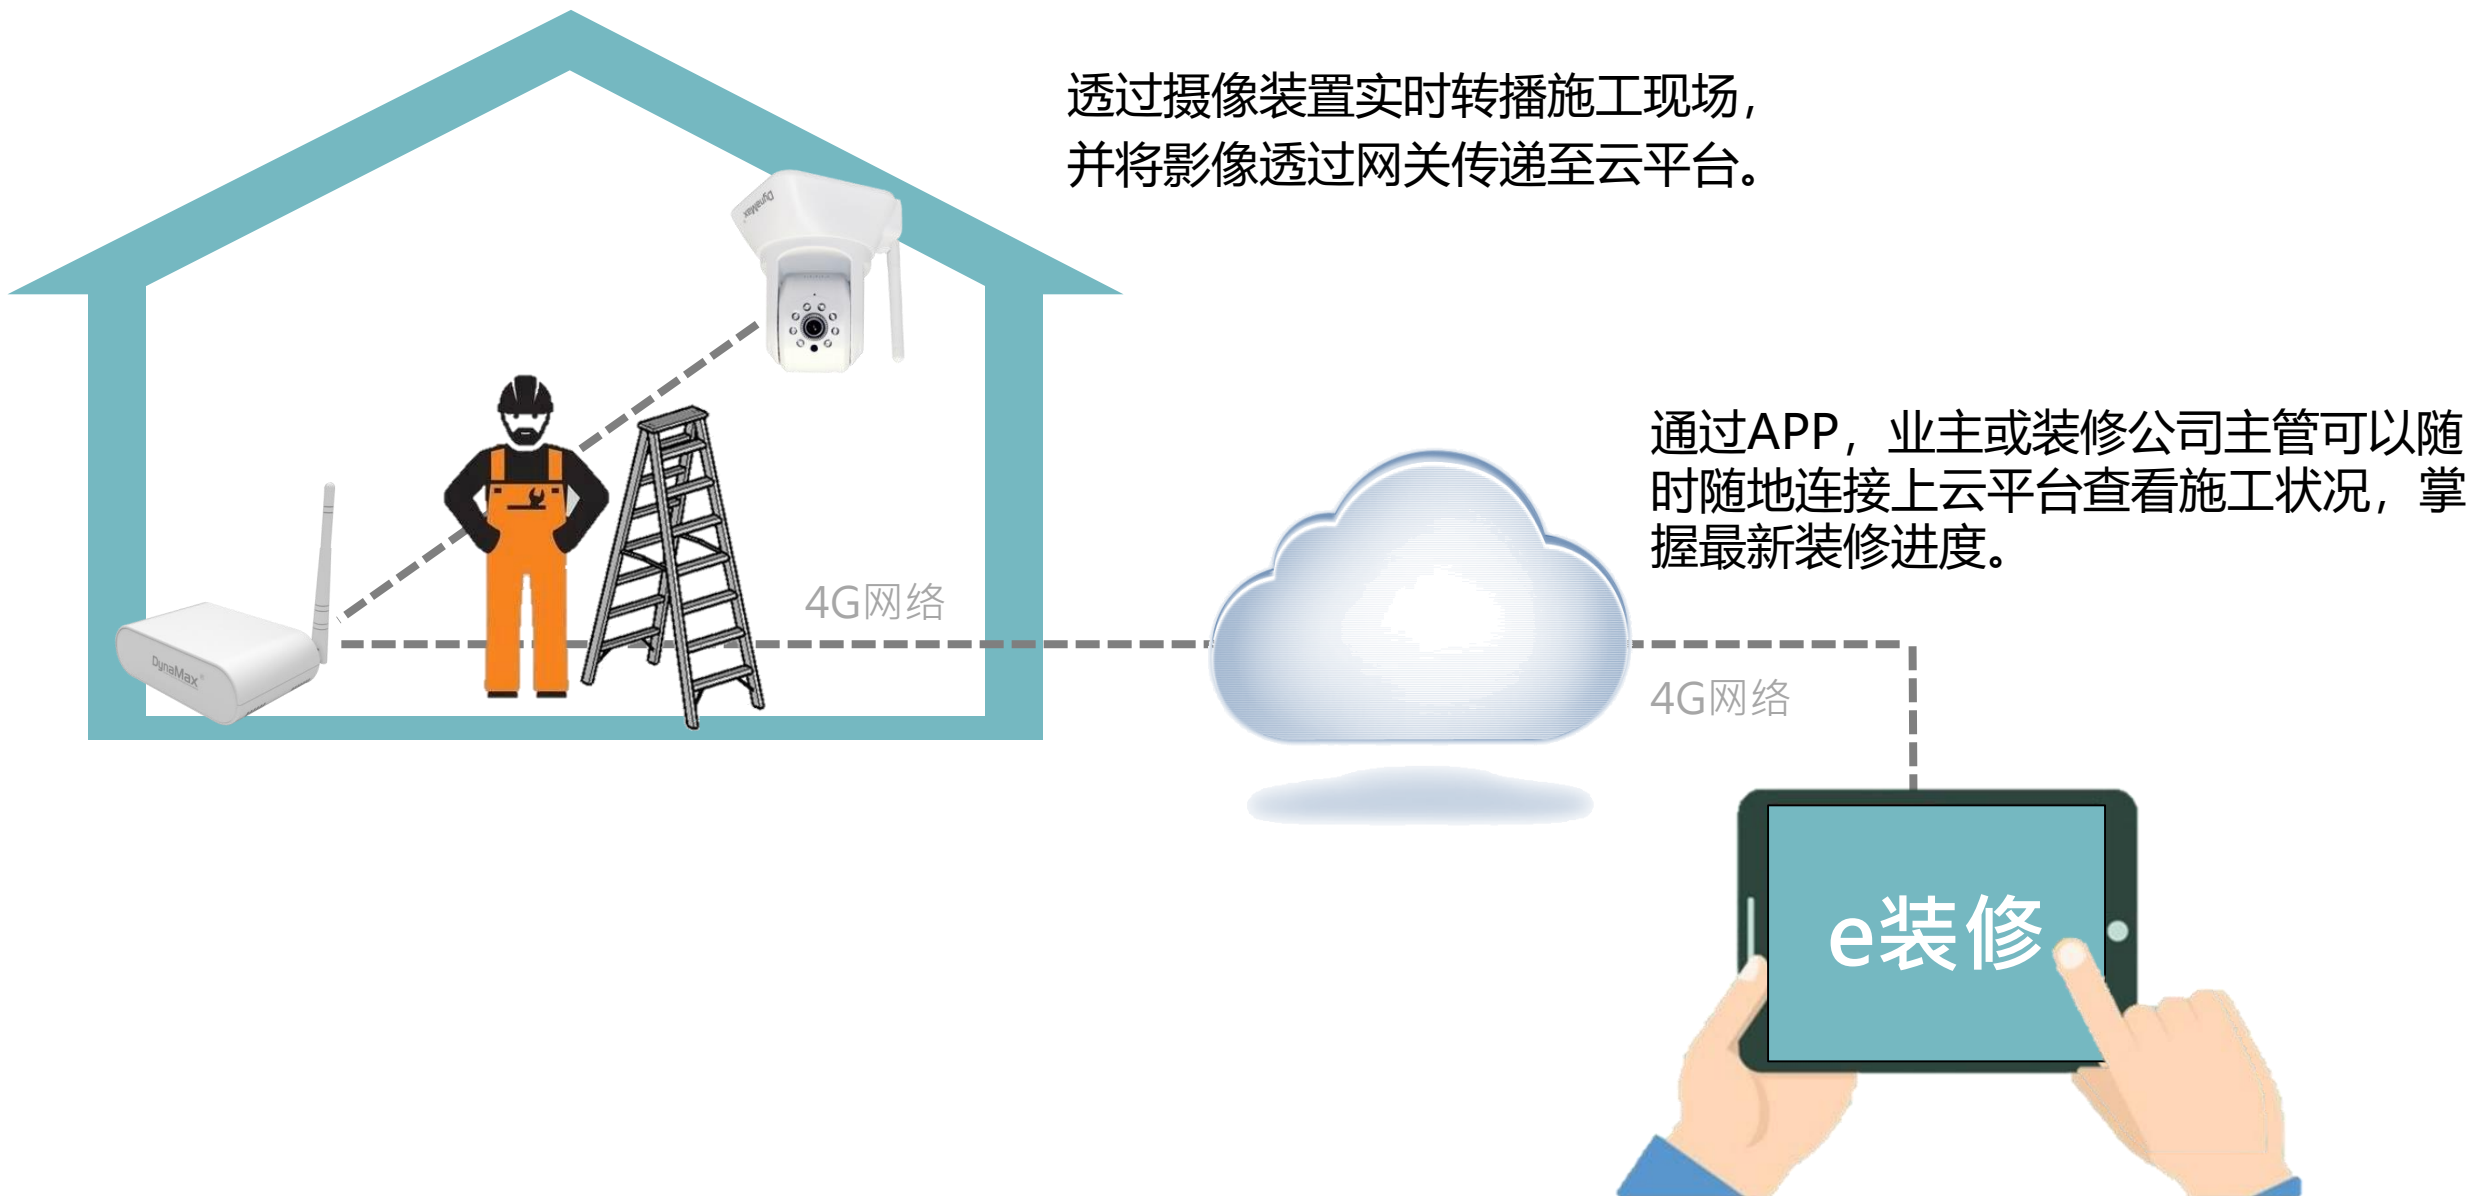 透过摄像装置实时转播施工现场，
并将影像透过网关传递至云平台。
DynaMax
通过APP，业主或装修公司主管可以随
时随地连接上云平台查看施工状况，掌
握最新装修进度。
4G网络
DynaMax®
4G网络
e装修